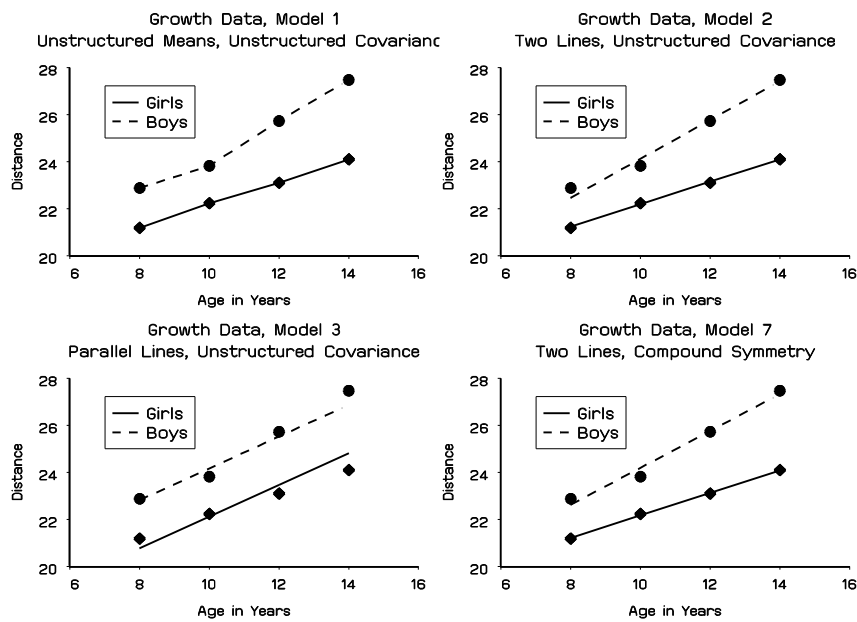 Growth Data, Model 1
Unstructured Means, Unstructured Covarianc
28
26
24
22
20
Distance
Girls
Boys
6 8 10 12 14 16
Age in Years
Growth Data, Model 2
Two Lines, Unstructured Covariance
28
26
24
22
20
Distance
Girls
Boys
6 8 10 12 14 16
Age in Years
Growth Data, Model 3
Parallel Lines, Unstructured Covariance
28
26
24
22
20
Distance
Girls
Boys
6 8 10 12 14 16
Age in Years
Growth Data, Model 7
Two Lines, Compound Symmetry
28
26
24
22
20
Distance
Girls
Boys
6 8 10 12 14 16
Age in Years